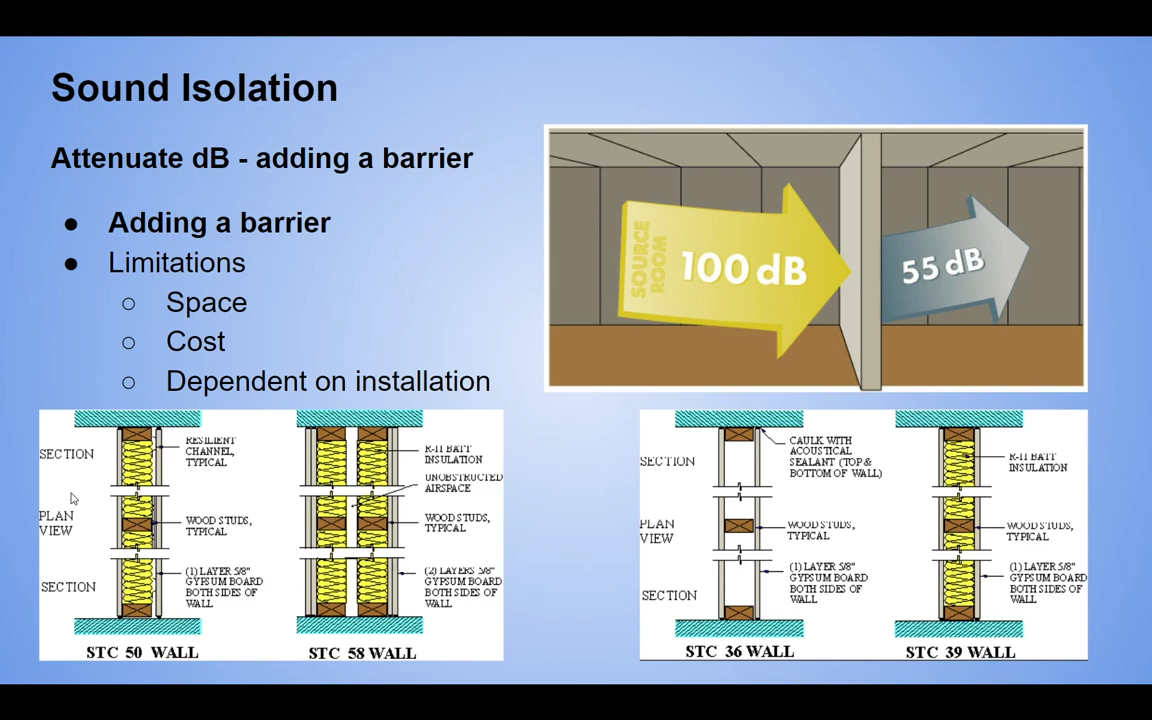 Sound Isolation
Attenuate dB - adding a barrier
● Adding a barrier
● Limitations
○ Space
○ Cost
○ Dependent on installation
SOURCE
ROOM
100 dB
55 dB
SECTION
PLAN
VIEW
SECTION
RESILIENT
CHANNEL,
TYPICAL
WOOD STUDS,
TYPICAL
(1) LAYER 5/8"
GYPSUM BOARD
BOTH SIDES OF
WALL
STC 50 WALL
R-11 BATT
INSULATION
UNOBSTRUCTED
AIRSPACE
WOOD STUDS,
TYPICAL
(2) LAYERS 5/8"
GYPSUM BOARD
BOTH SIDES OF
WALL
STC 58 WALL
SECTION
PLAN
VIEW
SECTION
CAULK WITH
ACOUSTICAL
SEALANT (TOP &
BOTTOM OF WALL)
WOOD STUDS,
TYPICAL
(1) LAYER 5/8"
GYPSUM BOARD
BOTH SIDES OF
WALL
STC 36 WALL
R-11 BATT
INSULATION
WOOD STUDS,
TYPICAL
(1) LAYER 5/8"
GYPSUM BOARD
BOTH SIDES OF
WALL
STC 39 WALL